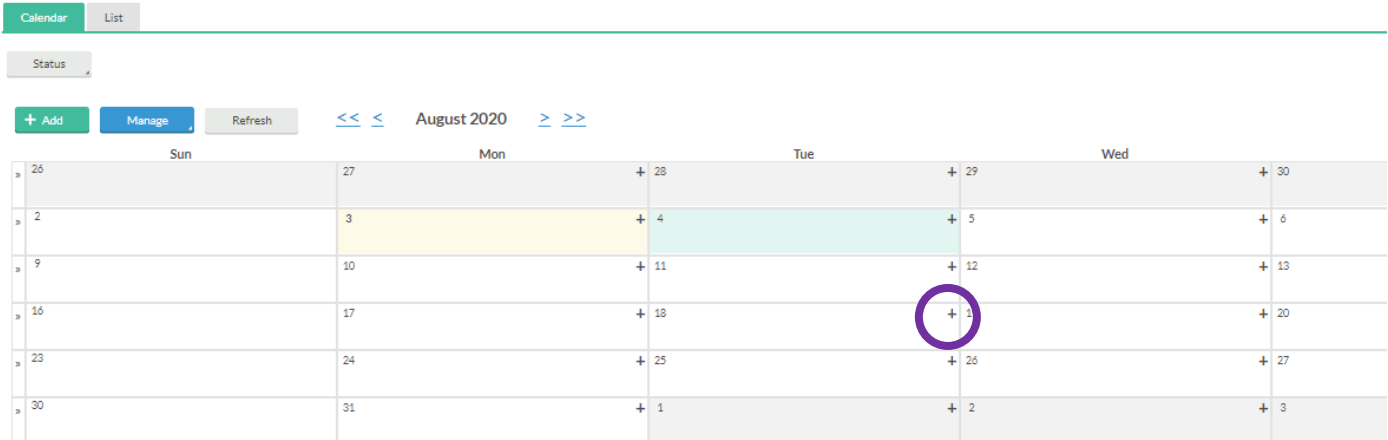 Calendar List
Status
+ Add Manage Refresh << < August 2020 > >>
Sun Mon Tue Wed
» 26 27 + 28 + 29 + 30
» 2 3 + 4 + 5 + 6
» 9 10 + 11 + 12 + 13
» 16 17 + 18 + 1 + 20
» 23 24 + 25 + 26 + 27
» 30 31 + 1 + 2 + 3